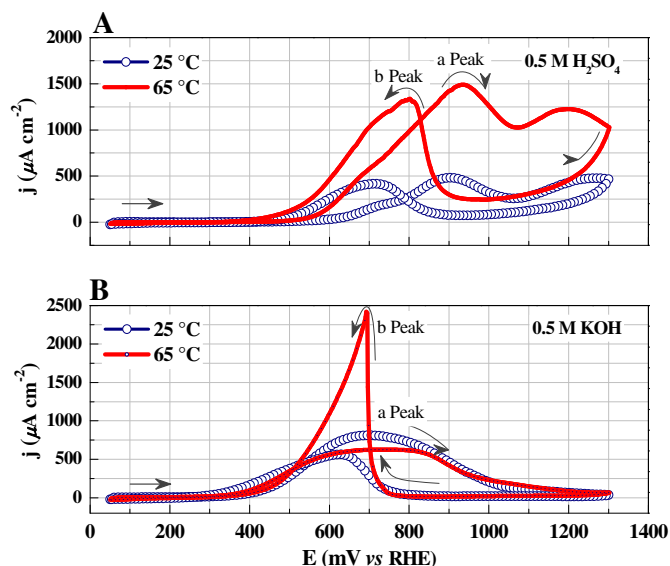 A
2000
1500
1000
500
0
j (μA cm⁻²)
25 °C
65 °C
b Peak
a Peak
0.5 M H₂SO₄
B
2500
2000
1500
1000
500
0
j (μA cm⁻²)
25 °C
65 °C
b Peak
a Peak
0.5 M KOH
0 200 400 600 800 1000 1200 1400
E (mV vs RHE)